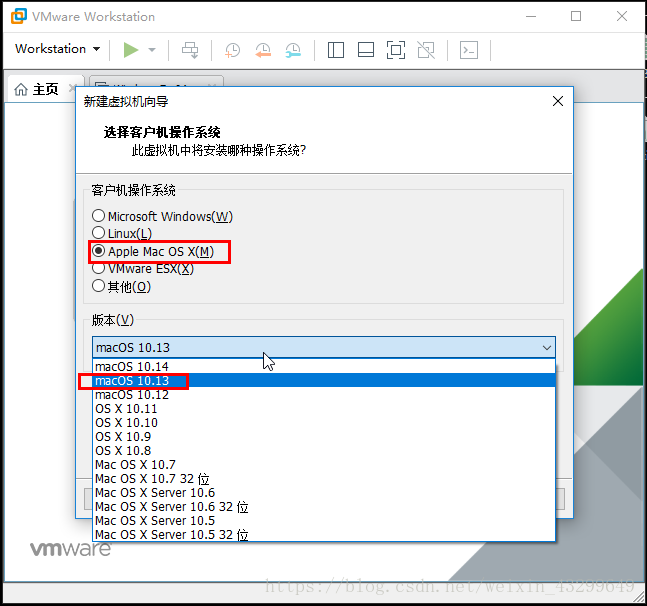 VMware Workstation
Workstation
主页
新建虚拟机向导
选择客户机操作系统
此虚拟机中将安装哪种操作系统?
客户机操作系统
Microsoft Windows(W)
Linux(L)
Apple Mac OS X(M)
VMware ESX(X)
其他(O)
版本(V)
macOS 10.13
macOS 10.14
macOS 10.13
macOS 10.12
OS X 10.11
OS X 10.10
OS X 10.9
OS X 10.8
Mac OS X 10.7
Mac OS X 10.7 32 位
Mac OS X Server 10.6
Mac OS X Server 10.6 32 位
Mac OS X Server 10.5
Mac OS X Server 10.5 32 位
vmware
https://blog.csdn.net/weixin_43299649